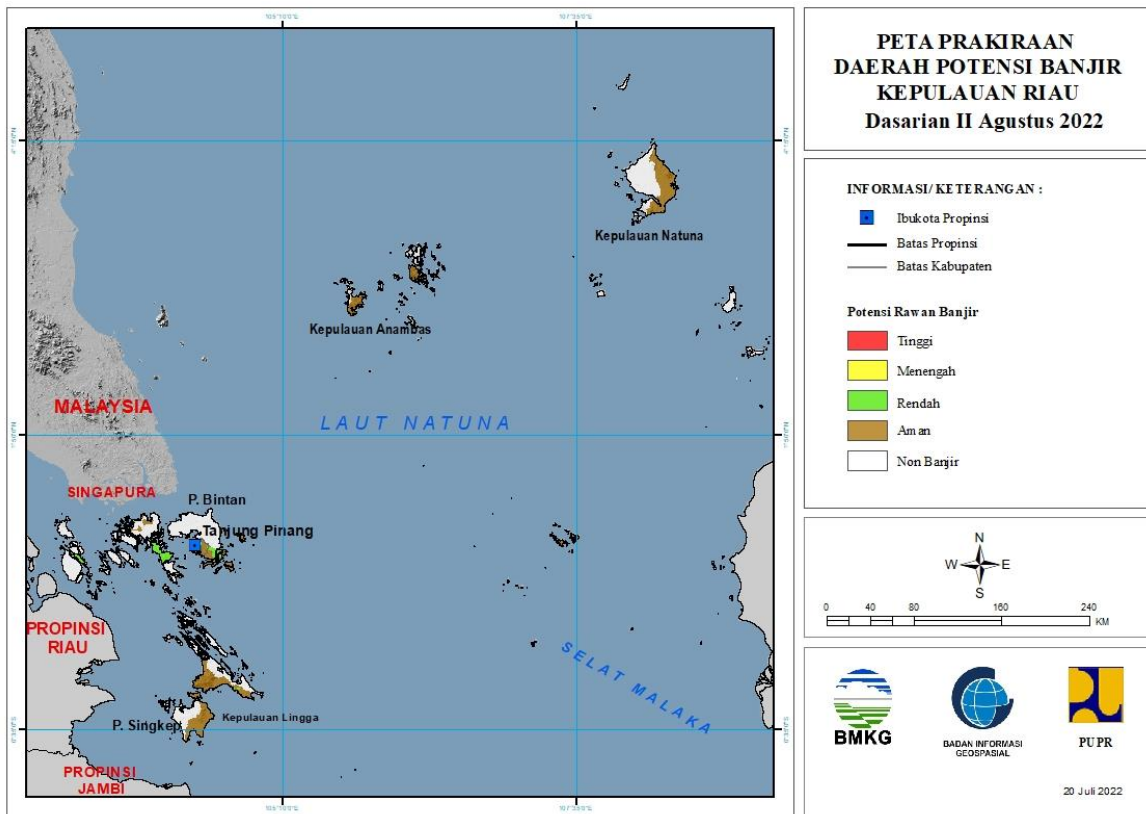 PETA PRAKIRAAN
DAERAH POTENSI BANJIR
KEPULAUAN RIAU
Dasarian II Agustus 2022
INFORMASI/ KETERANGAN :
Ibukota Propinsi
Batas Propinsi
Batas Kabupaten
Potensi Rawan Banjir
Tinggi
Menengah
Rendah
Aman
Non Banjir
N
W E
S
0 40 80 160 240
KM
BMKG
BADAN INFORMASI
GEOSPASIAL
PUPR
20 Juli 2022
Kepulauan Natuna
Kepulauan Anambas
MALAYSIA
LAUT NATUNA
SINGAPURA
P. Bintan
Tanjung Pinang
PROPINSI
RIAU
SELAT MALAKA
P. Singkep
Kepulauan Lingga
PROPINSI
JAMBI